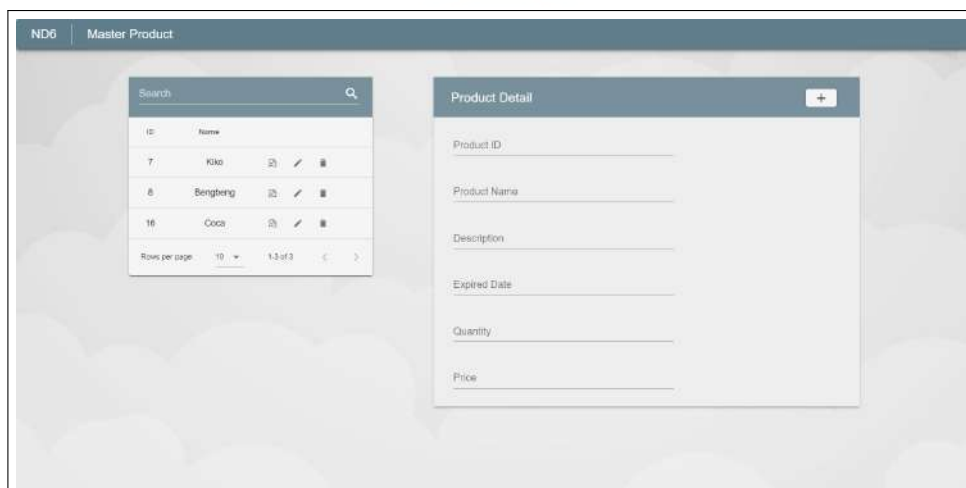 ND6 Master Product
Search
ID Name
7 Kiko
8 Bengbeng
16 Coca
Rows per page: 10 1-3 of 3
Product Detail +
Product ID
Product Name
Description
Expired Date
Quantity
Price